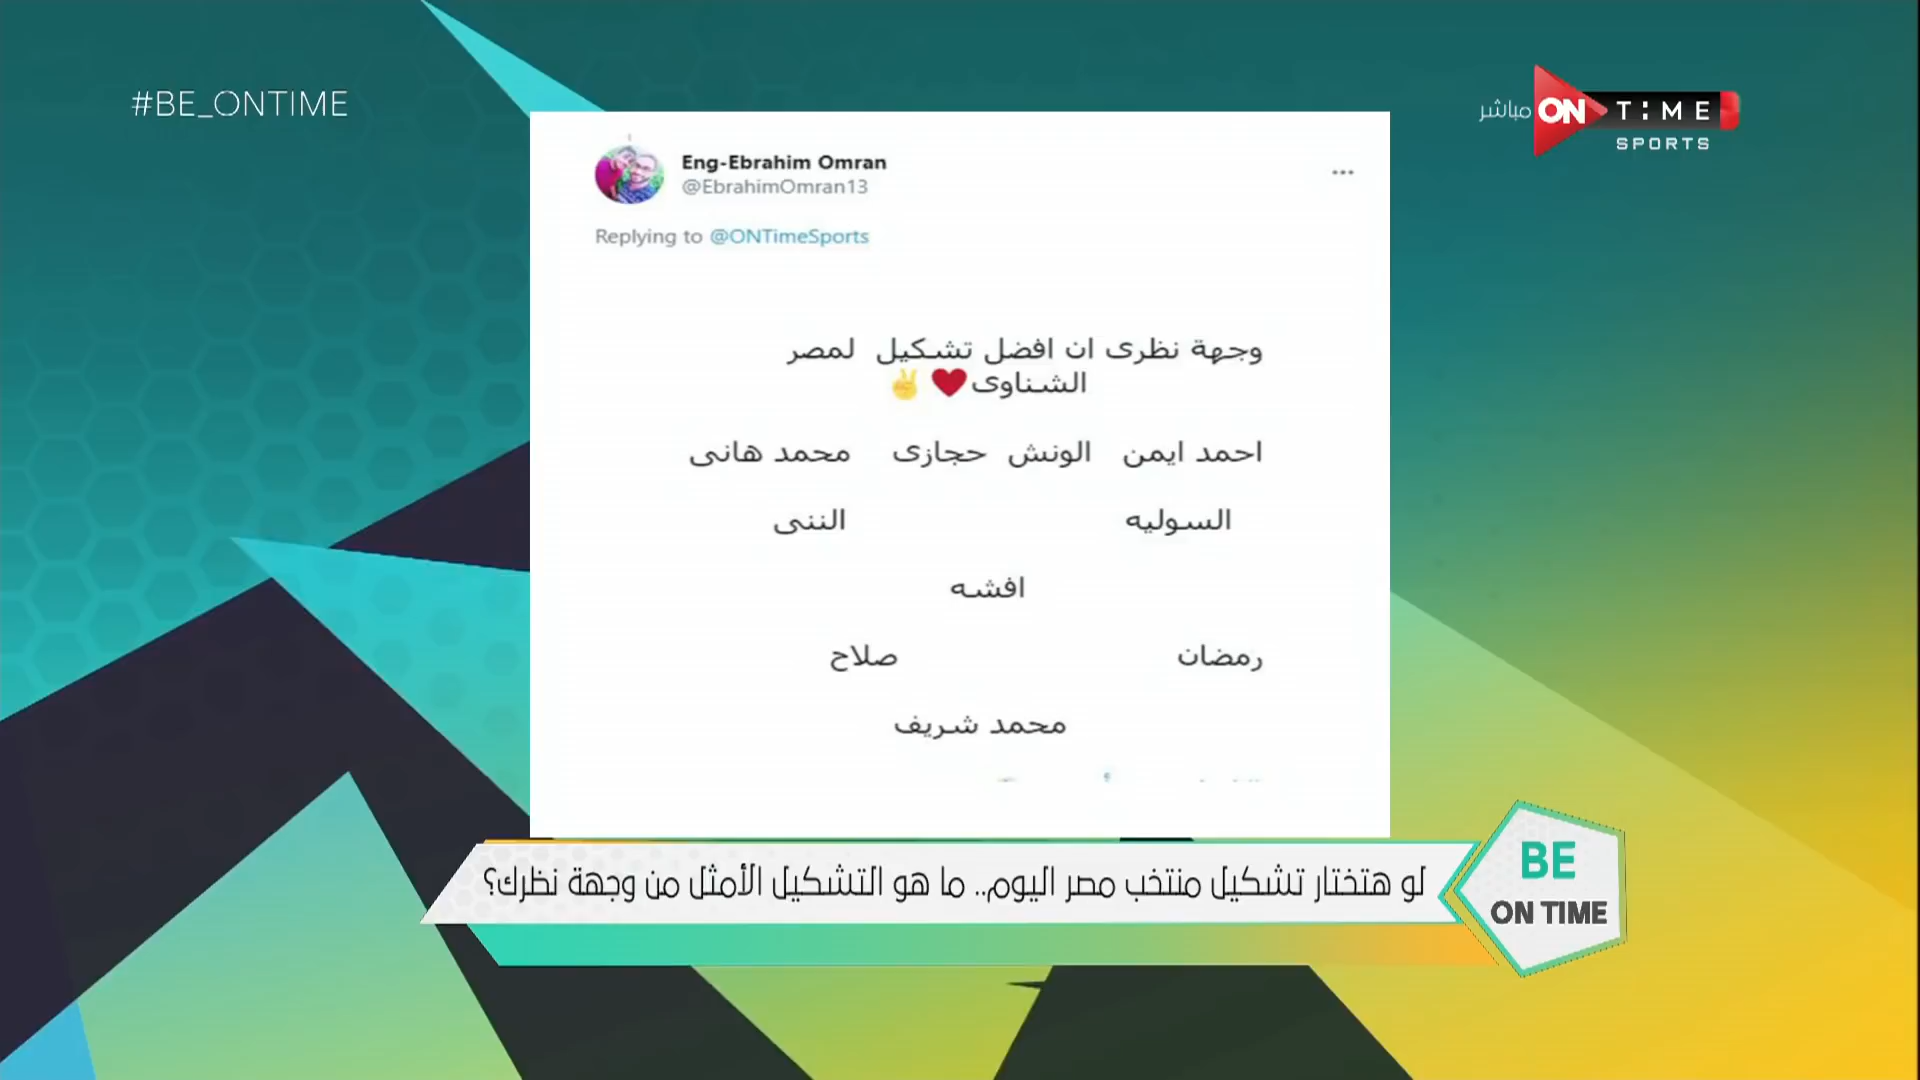 #BE_ONTIME
مباشر ON TIME
SPORTS
Eng-Ebrahim Omran
@EbrahimOmran13
Replying to @ONTimeSports
وجهة نظرى ان افضل تشكيل لمصر
الشناوى❤️✌️
احمد ايمن الونش حجازى محمد هانى
السوليه الننى
افشه
رمضان صلاح
محمد شريف
لو هتختار تشكيل منتخب مصر اليوم.. ما هو التشكيل الأمثل من وجهة نظرك؟
BE
ON TIME